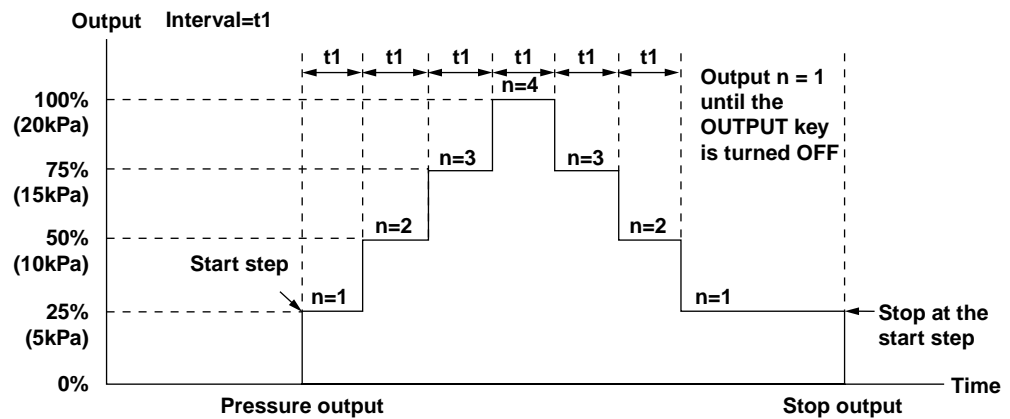 Output Interval=t1
t1 t1 t1 t1 t1 t1
Output n = 1
until the
OUTPUT key
is turned OFF
n=4
100%
(20kPa)
n=3 n=3
75%
(15kPa)
n=2 n=2
50%
(10kPa)
Start step
n=1 n=1
25%
(5kPa)
Stop at the
start step
0%
Time
Pressure output Stop output